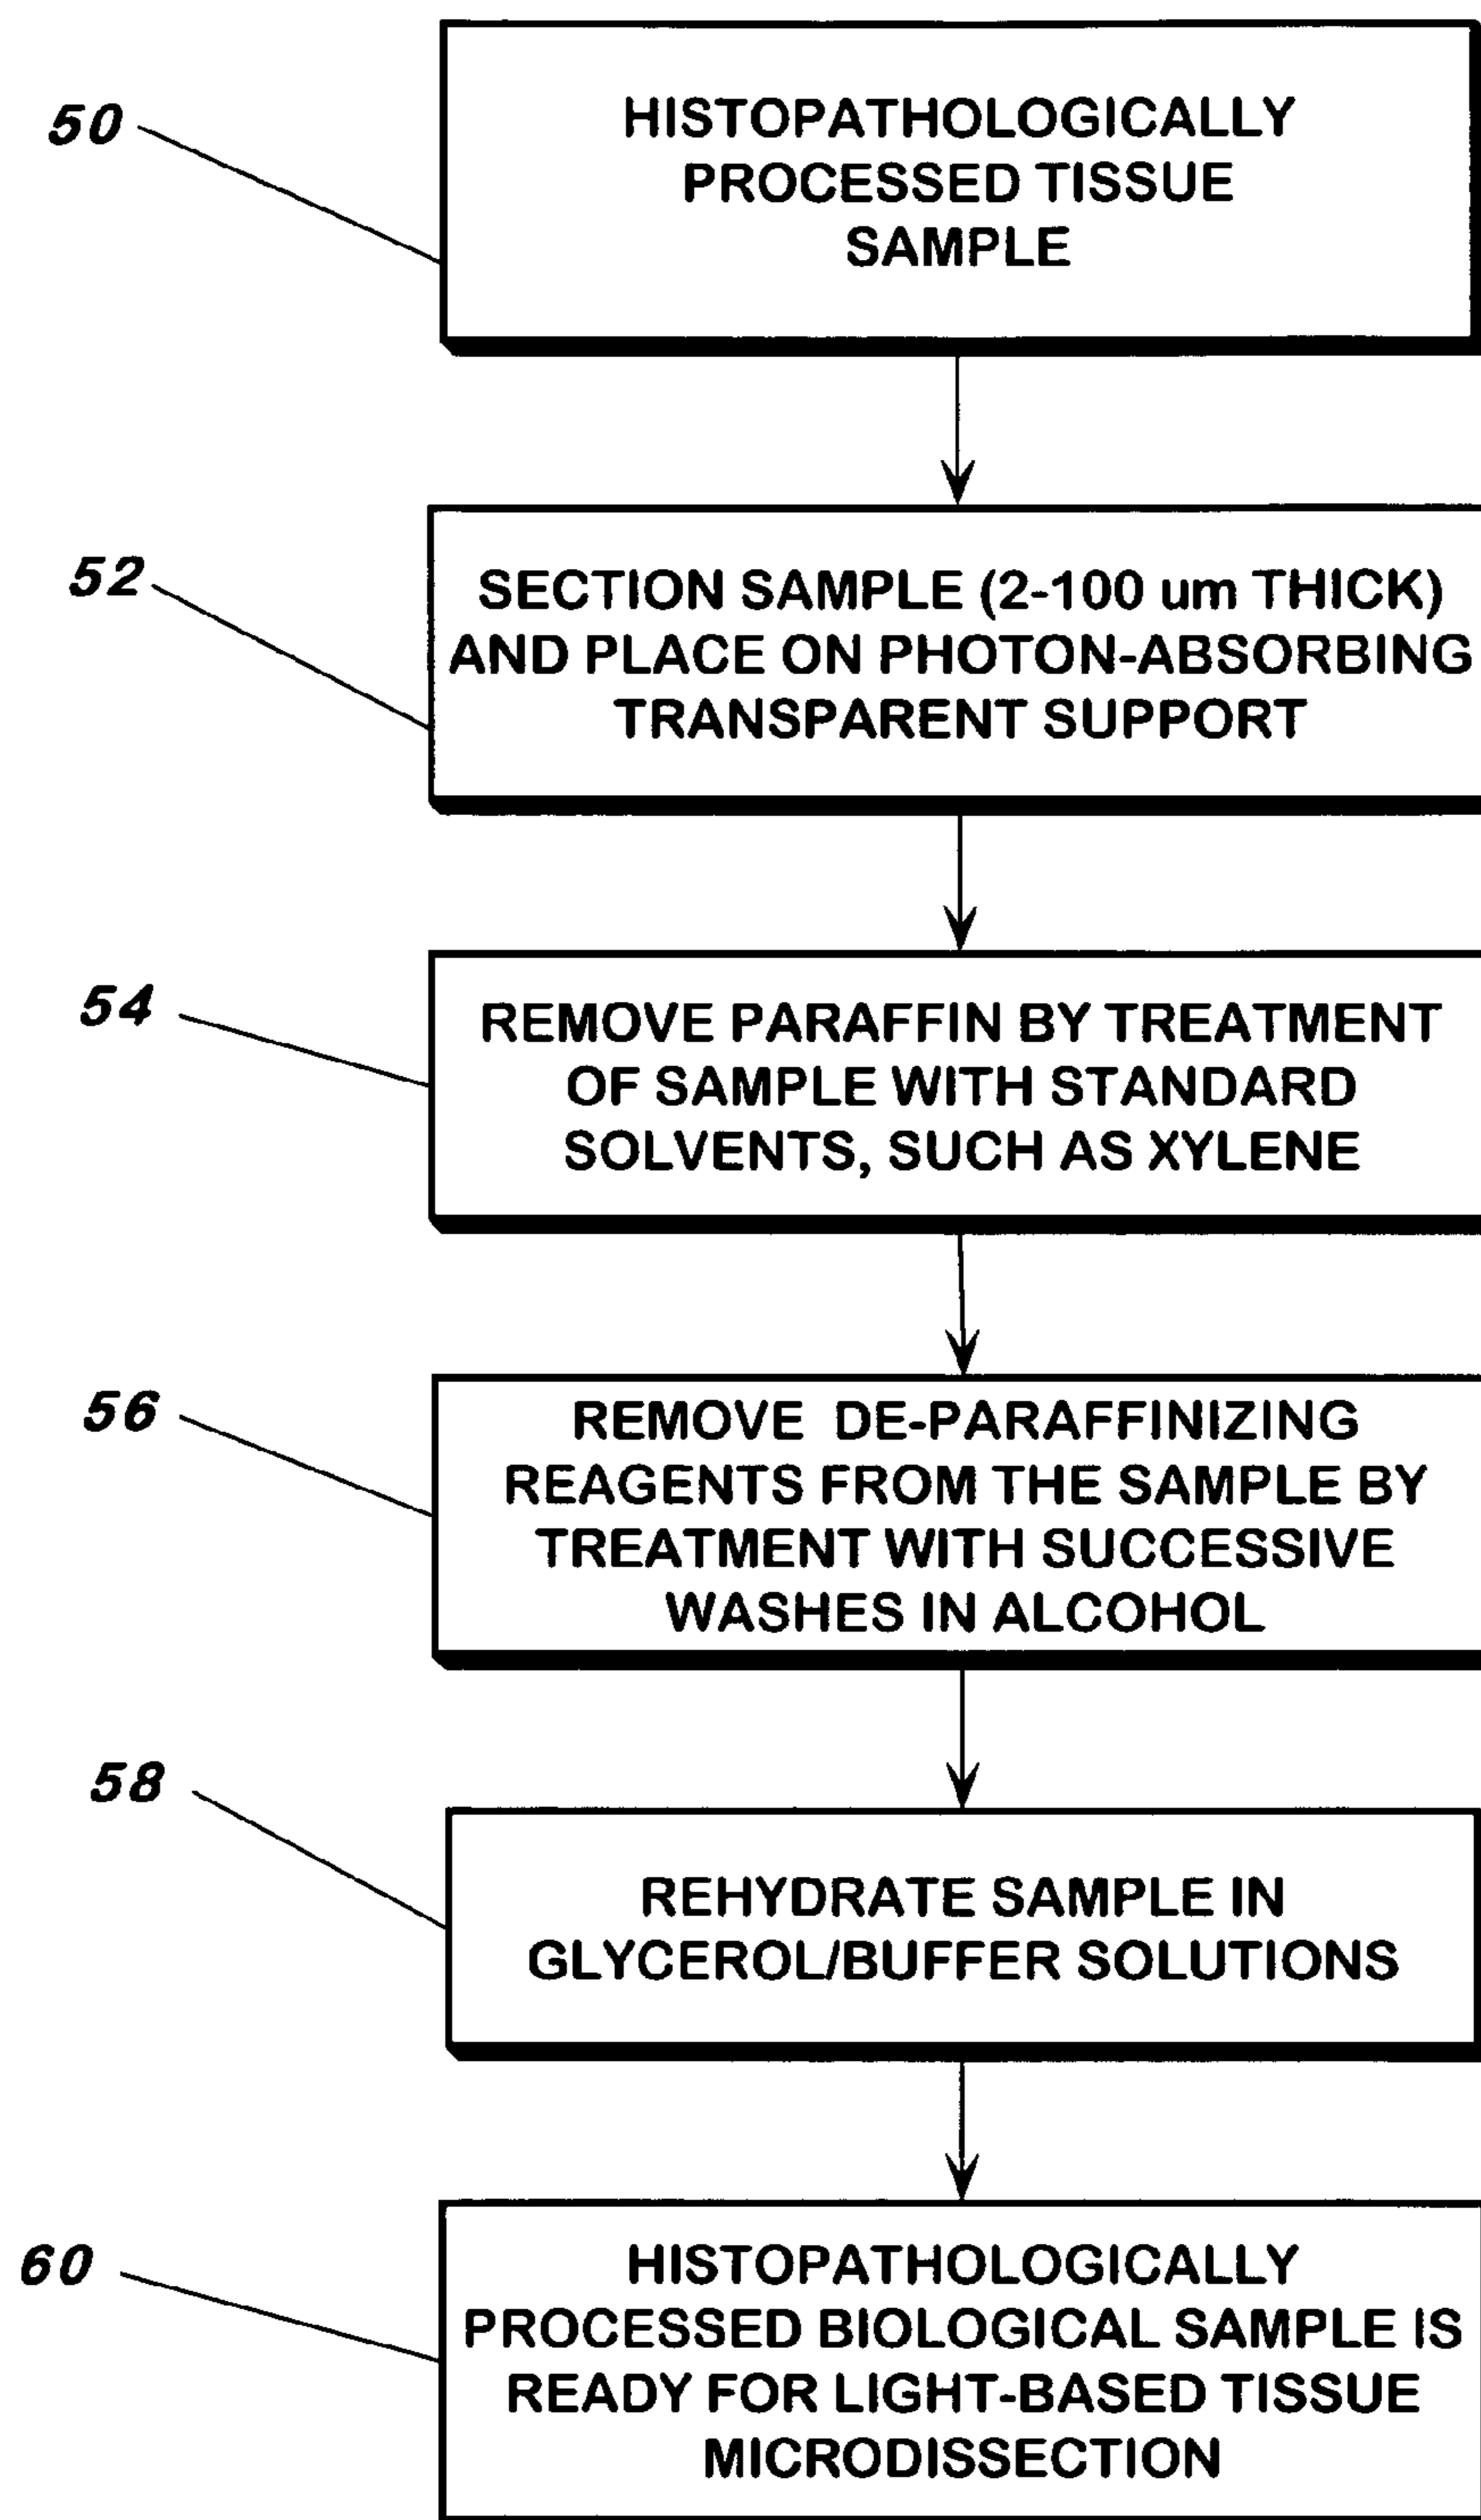 50
HISTOPATHOLOGICALLY
PROCESSED TISSUE
SAMPLE
52
SECTION SAMPLE (2-100 um THICK)
AND PLACE ON PHOTON-ABSORBING
TRANSPARENT SUPPORT
54
REMOVE PARAFFIN BY TREATMENT
OF SAMPLE WITH STANDARD
SOLVENTS, SUCH AS XYLENE
56
REMOVE DE-PARAFFINIZING
REAGENTS FROM THE SAMPLE BY
TREATMENT WITH SUCCESSIVE
WASHES IN ALCOHOL
58
REHYDRATE SAMPLE IN
GLYCEROL/BUFFER SOLUTIONS
60
HISTOPATHOLOGICALLY
PROCESSED BIOLOGICAL SAMPLE IS
READY FOR LIGHT-BASED TISSUE
MICRODISSECTION